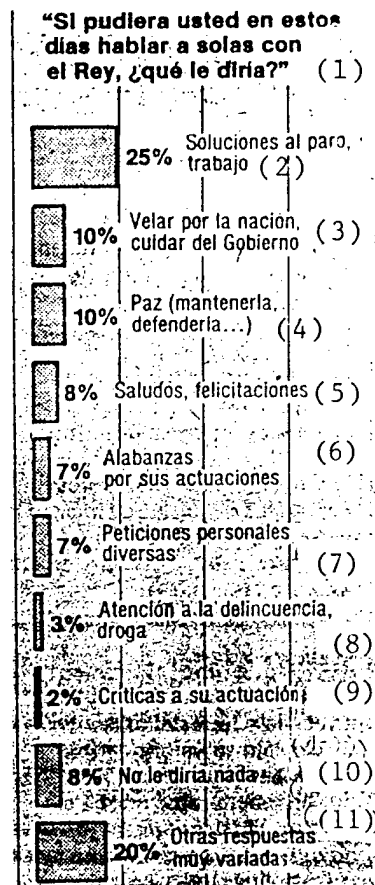 “Si pudiera usted en estos
días hablar a solas con
el Rey, ¿qué le diría?” (1)
25% Soluciones al paro,
trabajo (2)
10% Velar por la nación,
cuidar del Gobierno (3)
10% Paz (mantenerla,
defenderla...) (4)
8% Saludos, felicitaciones (5)
7% Alabanzas
por sus actuaciones (6)
7% Peticiones personales
diversas (7)
3% Atención a la delincuencia,
droga (8)
2% Críticas a su actuación (9)
8% No le diría nada (10)
20% Otras respuestas
muy variadas (11)